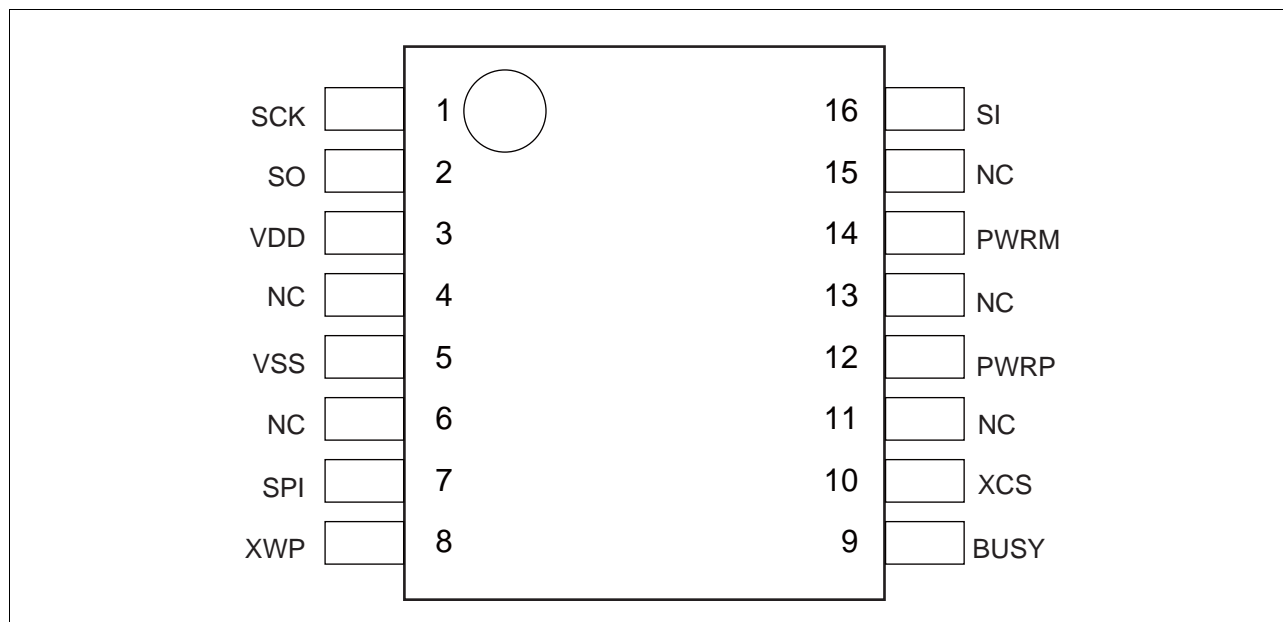 SCK 1 16 SI
SO 2 15 NC
VDD 3 14 PWRM
NC 4 13 NC
VSS 5 12 PWRP
NC 6 11 NC
SPI 7 10 XCS
XWP 8 9 BUSY